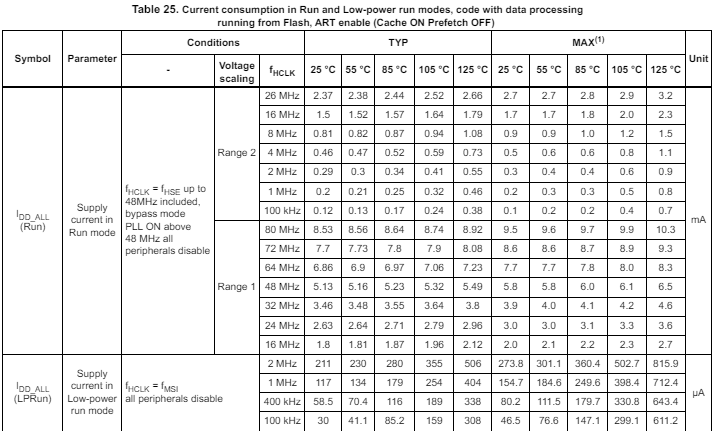 Table 25. Current consumption in Run and Low-power run modes, code with data processing
running from Flash, ART enable (Cache ON Prefetch OFF)
Symbol Parameter Conditions TYP MAX(1) Unit
- Voltage scaling fHCLK 25 °C 55 °C 85 °C 105 °C 125 °C 25 °C 55 °C 85 °C 105 °C 125 °C
IDD_ALL (Run) Supply current in Run mode fHCLK = fHSE up to 48MHz included, bypass mode PLL ON above 48 MHz all peripherals disable mA
Range 2
26 MHz 2.37 2.38 2.44 2.52 2.66 2.7 2.7 2.8 2.9 3.2
16 MHz 1.5 1.52 1.57 1.64 1.79 1.7 1.7 1.8 2.0 2.3
8 MHz 0.81 0.82 0.87 0.94 1.08 0.9 0.9 1.0 1.2 1.5
4 MHz 0.46 0.47 0.52 0.59 0.73 0.5 0.6 0.6 0.8 1.1
2 MHz 0.29 0.3 0.34 0.41 0.55 0.3 0.4 0.4 0.6 0.9
1 MHz 0.2 0.21 0.25 0.32 0.46 0.2 0.3 0.3 0.5 0.8
100 kHz 0.12 0.13 0.17 0.24 0.38 0.1 0.2 0.2 0.4 0.7
Range 1
80 MHz 8.53 8.56 8.64 8.74 8.92 9.5 9.6 9.7 9.9 10.3
72 MHz 7.7 7.73 7.8 7.9 8.08 8.6 8.6 8.7 8.9 9.3
64 MHz 6.86 6.9 6.97 7.06 7.23 7.7 7.7 7.8 8.0 8.3
48 MHz 5.13 5.16 5.23 5.32 5.49 5.8 5.8 6.0 6.1 6.5
32 MHz 3.46 3.48 3.55 3.64 3.8 3.9 4.0 4.1 4.2 4.6
24 MHz 2.63 2.64 2.71 2.79 2.96 3.0 3.0 3.1 3.3 3.6
16 MHz 1.8 1.81 1.87 1.96 2.12 2.0 2.1 2.2 2.3 2.7
IDD_ALL (LPRun) Supply current in Low-power run mode fHCLK = fMSI all peripherals disable µA
2 MHz 211 230 280 355 506 273.8 301.1 360.4 502.7 815.9
1 MHz 117 134 179 254 404 154.7 184.6 249.6 398.4 712.4
400 kHz 58.5 70.4 116 189 338 80.2 111.5 179.7 330.8 643.4
100 kHz 30 41.1 85.2 159 308 46.5 76.6 147.1 299.1 611.2